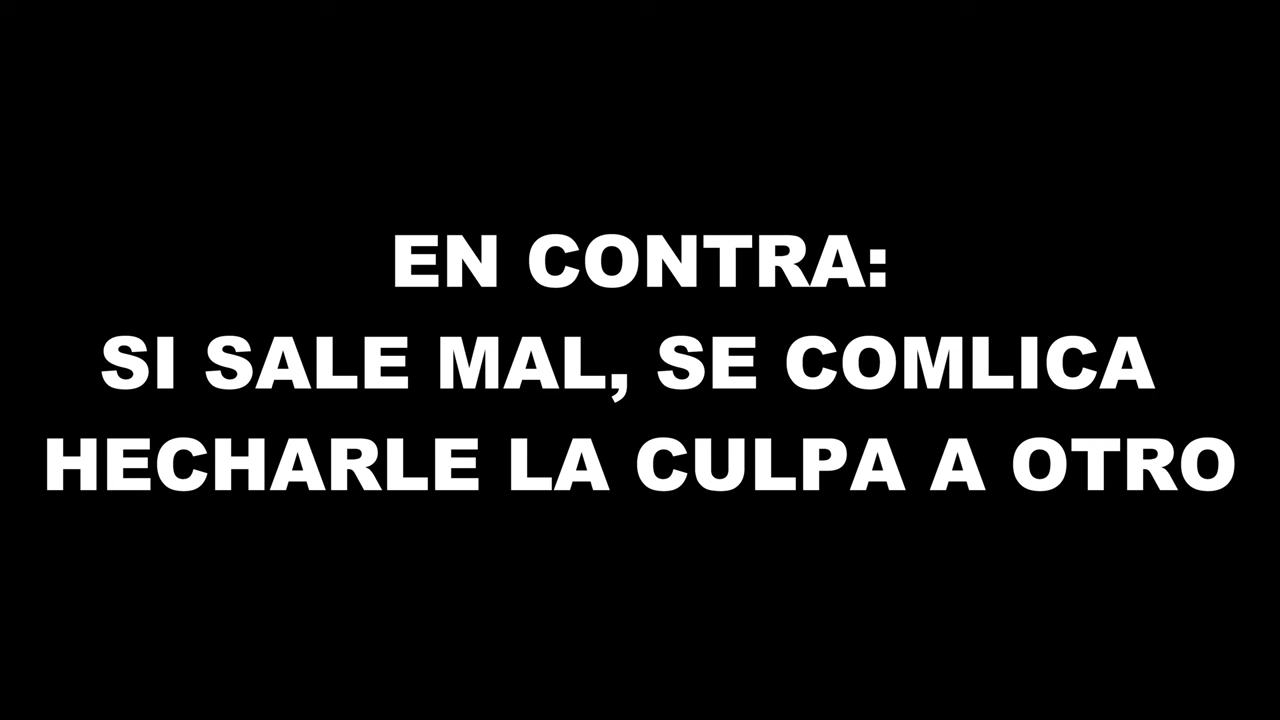 EN CONTRA:
SI SALE MAL, SE COMLICA
HECHARLE LA CULPA A OTRO